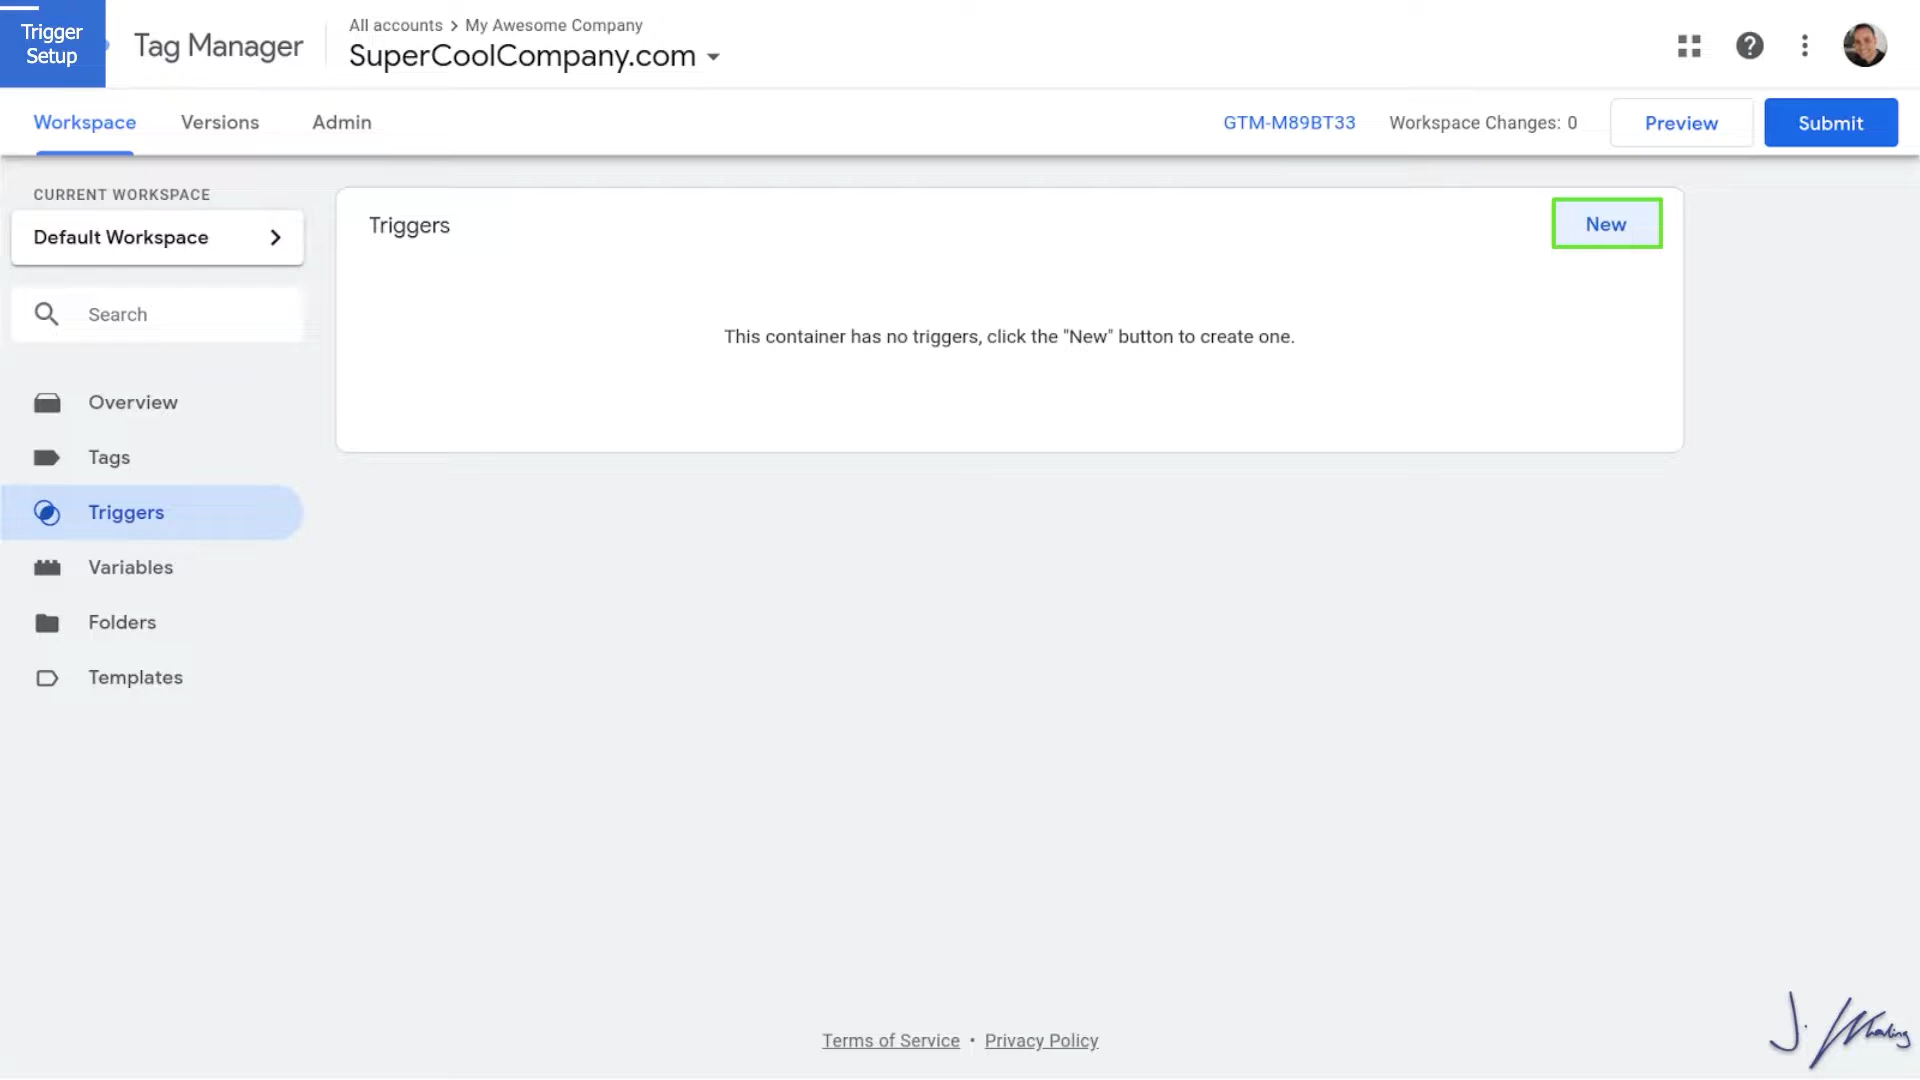 Trigger
Setup
Tag Manager
All accounts > My Awesome Company
SuperCoolCompany.com
Workspace
Versions
Admin
GTM-M89BT33
Workspace Changes: 0
Preview
Submit
CURRENT WORKSPACE
Default Workspace
Search
Overview
Tags
Triggers
Variables
Folders
Templates
Triggers
New
This container has no triggers, click the "New" button to create one.
Terms of Service • Privacy Policy